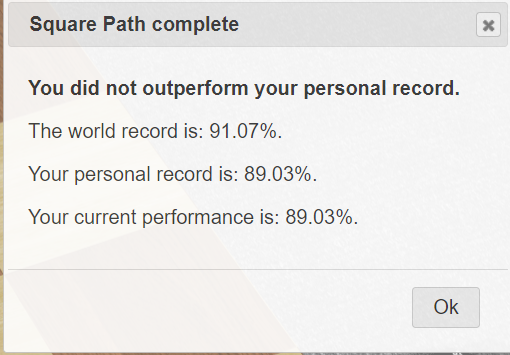 Square Path complete
You did not outperform your personal record.
The world record is: 91.07%.
Your personal record is: 89.03%.
Your current performance is: 89.03%.
Ok